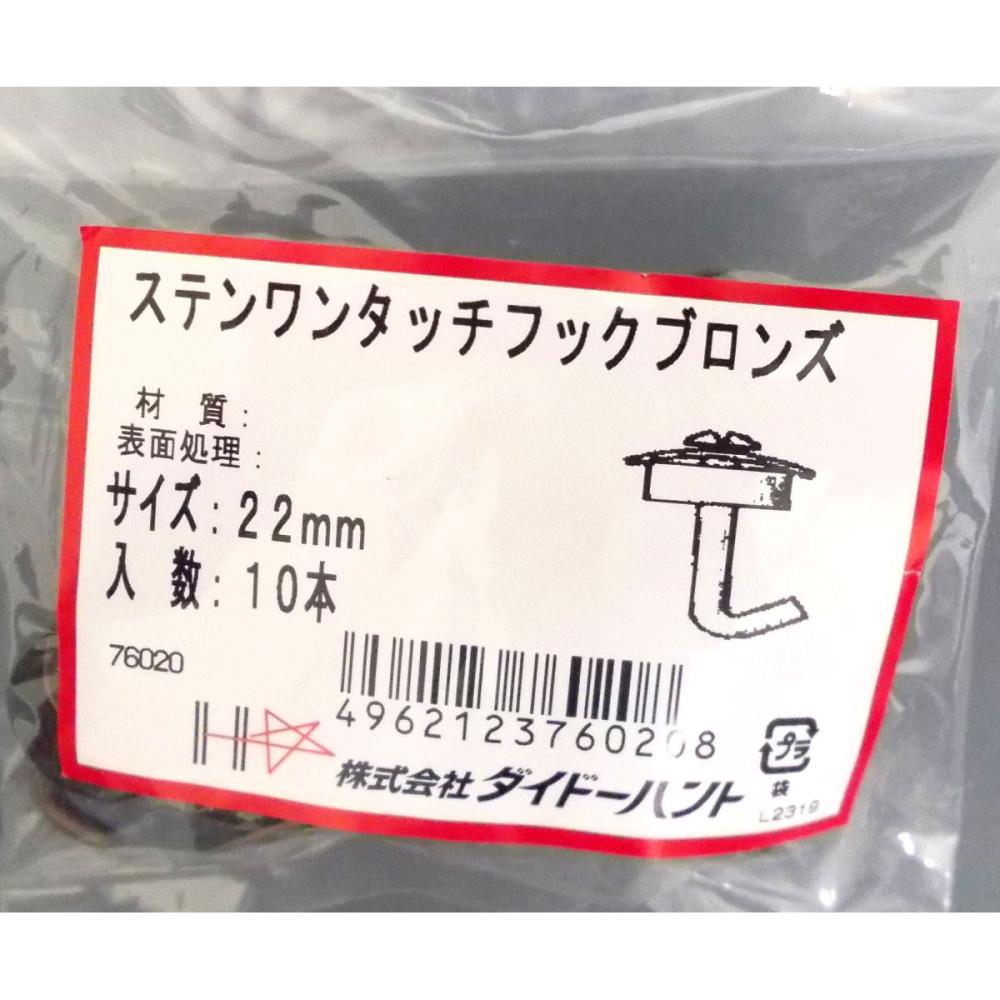 ステンワンタッチフックブロンズ
材 質:
表面処理:
サイズ:22mm
入 数:10本
76020
4962123760208
株式会社 ダイドーハント
プラ
袋
L2319